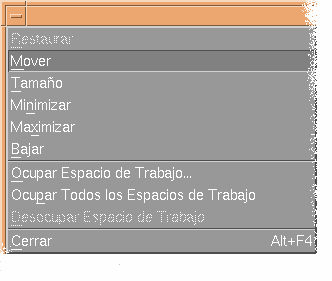 Restaurar
Mover
Tamaño
Minimizar
Maximizar
Bajar
Ocupar Espacio de Trabajo...
Ocupar Todos los Espacios de Trabajo
Desocupar Espacio de Trabajo
Cerrar Alt+F4